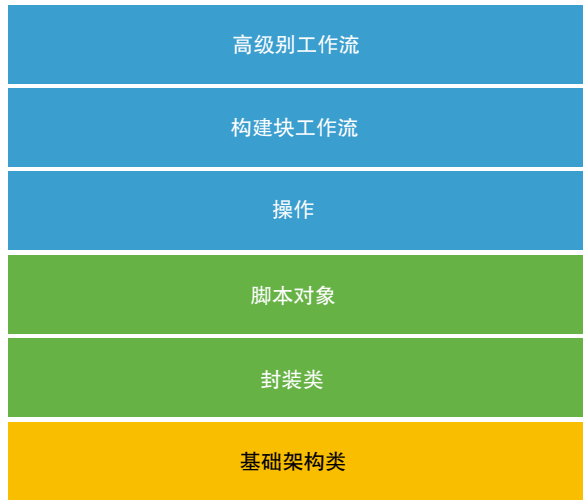 高级别工作流
构建块工作流
操作
脚本对象
封装类
基础架构类